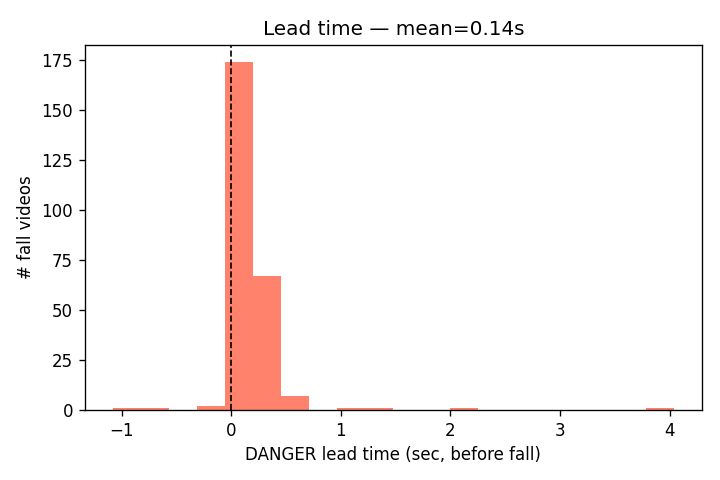 Lead time — mean=0.14s
175
150
125
100
75
50
25
0
−1 0 1 2 3 4
# fall videos
DANGER lead time (sec, before fall)